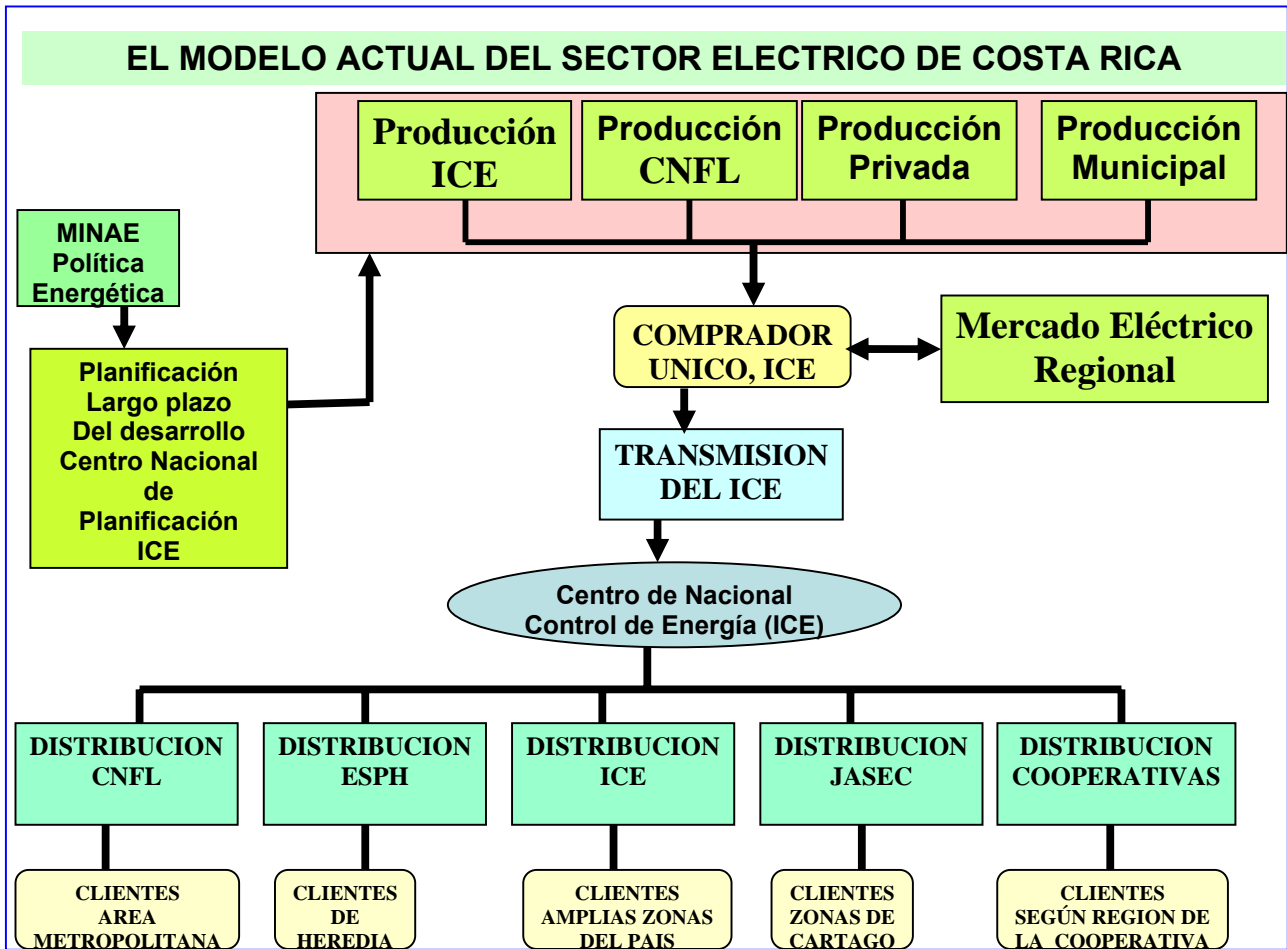 EL MODELO ACTUAL DEL SECTOR ELECTRICO DE COSTA RICA
Producción
ICE
Producción
CNFL
Producción
Privada
Producción
Municipal
MINAE
Política
Energética
Planificación
Largo plazo
Del desarrollo
Centro Nacional
de
Planificación
ICE
COMPRADOR
UNICO, ICE
Mercado Eléctrico
Regional
TRANSMISION
DEL ICE
Centro de Nacional
Control de Energía (ICE)
DISTRIBUCION
CNFL
DISTRIBUCION
ESPH
DISTRIBUCION
ICE
DISTRIBUCION
JASEC
DISTRIBUCION
COOPERATIVAS
CLIENTES
AREA
METROPOLITANA
CLIENTES
DE
HEREDIA
CLIENTES
AMPLIAS ZONAS
DEL PAIS
CLIENTES
ZONAS DE
CARTAGO
CLIENTES
SEGÚN REGION DE
LA COOPERATIVA